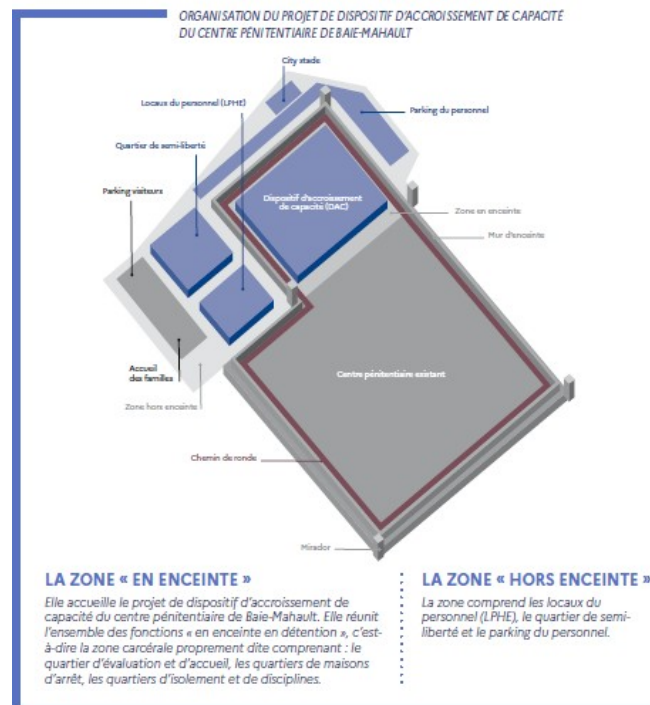 ORGANISATION DU PROJET DE DISPOSITIF D'ACCROISSEMENT DE CAPACITÉ
DU CENTRE PÉNITENTIAIRE DE BAIE-MAHAULT
City stade
Locaux du personnel (LPHE)
Parking du personnel
Quartier de semi-liberté
Parking visiteurs
Dispositif d'accroissement
de capacité (DAC)
Zone en enceinte
Mur d'enceinte
Accueil
des familles
Centre pénitentiaire existant
Zone hors enceinte
Chemin de ronde
Mirador
LA ZONE « EN ENCEINTE »
Elle accueille le projet de dispositif d'accroissement de
capacité du centre pénitentiaire de Baie-Mahault. Elle réunit
l'ensemble des fonctions « en enceinte en détention », c'est-
à-dire la zone carcérale proprement dite comprenant : le
quartier d'évaluation et d'accueil, les quartiers de maisons
d'arrêt, les quartiers d'isolement et de disciplines.
LA ZONE « HORS ENCEINTE »
La zone comprend les locaux du
personnel (LPHE), le quartier de semi-
liberté et le parking du personnel.